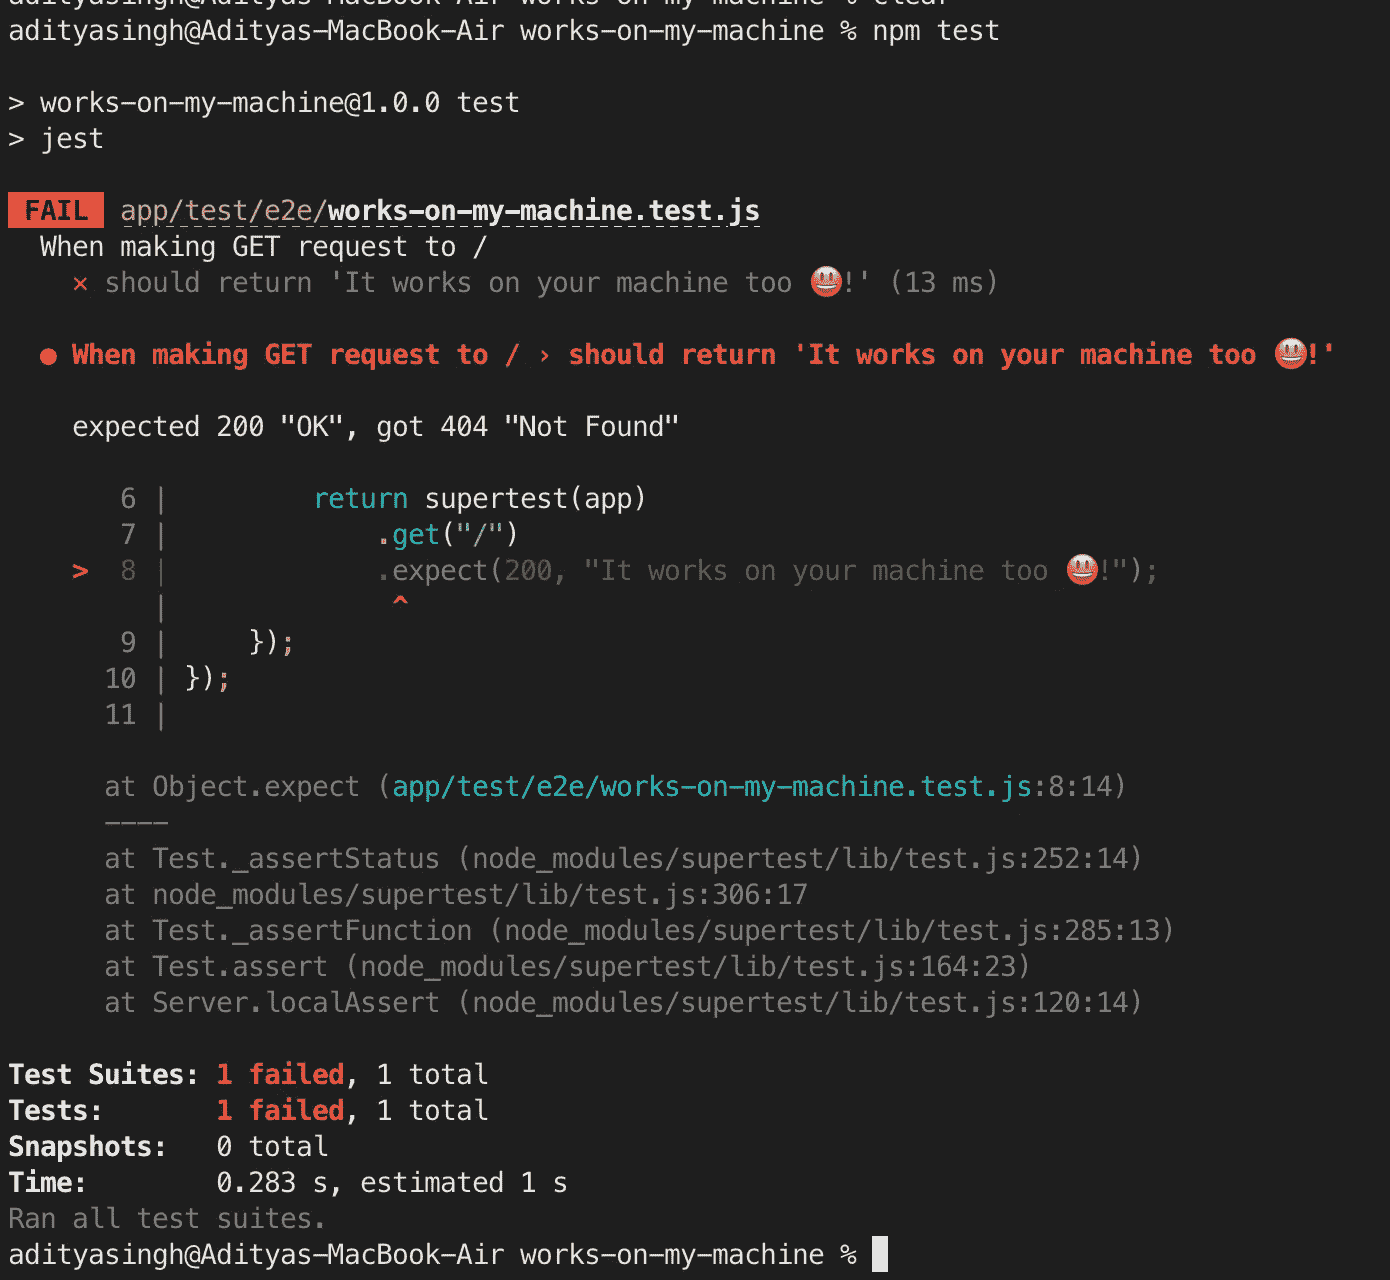 adityasingh@Adityas-MacBook-Air works-on-my-machine % clear
adityasingh@Adityas-MacBook-Air works-on-my-machine % npm test
> works-on-my-machine@1.0.0 test
> jest
FAIL app/test/e2e/works-on-my-machine.test.js
When making GET request to /
✕ should return 'It works on your machine too 😃!' (13 ms)
● When making GET request to / › should return 'It works on your machine too 😃!'
expected 200 "OK", got 404 "Not Found"
6 | return supertest(app)
7 | .get("/")
> 8 | .expect(200, "It works on your machine too 😃!");
| ^
9 | });
10 | });
11 |
at Object.expect (app/test/e2e/works-on-my-machine.test.js:8:14)
----
at Test._assertStatus (node_modules/supertest/lib/test.js:252:14)
at node_modules/supertest/lib/test.js:306:17
at Test._assertFunction (node_modules/supertest/lib/test.js:285:13)
at Test.assert (node_modules/supertest/lib/test.js:164:23)
at Server.localAssert (node_modules/supertest/lib/test.js:120:14)
Test Suites: 1 failed, 1 total
Tests: 1 failed, 1 total
Snapshots: 0 total
Time: 0.283 s, estimated 1 s
Ran all test suites.
adityasingh@Adityas-MacBook-Air works-on-my-machine %